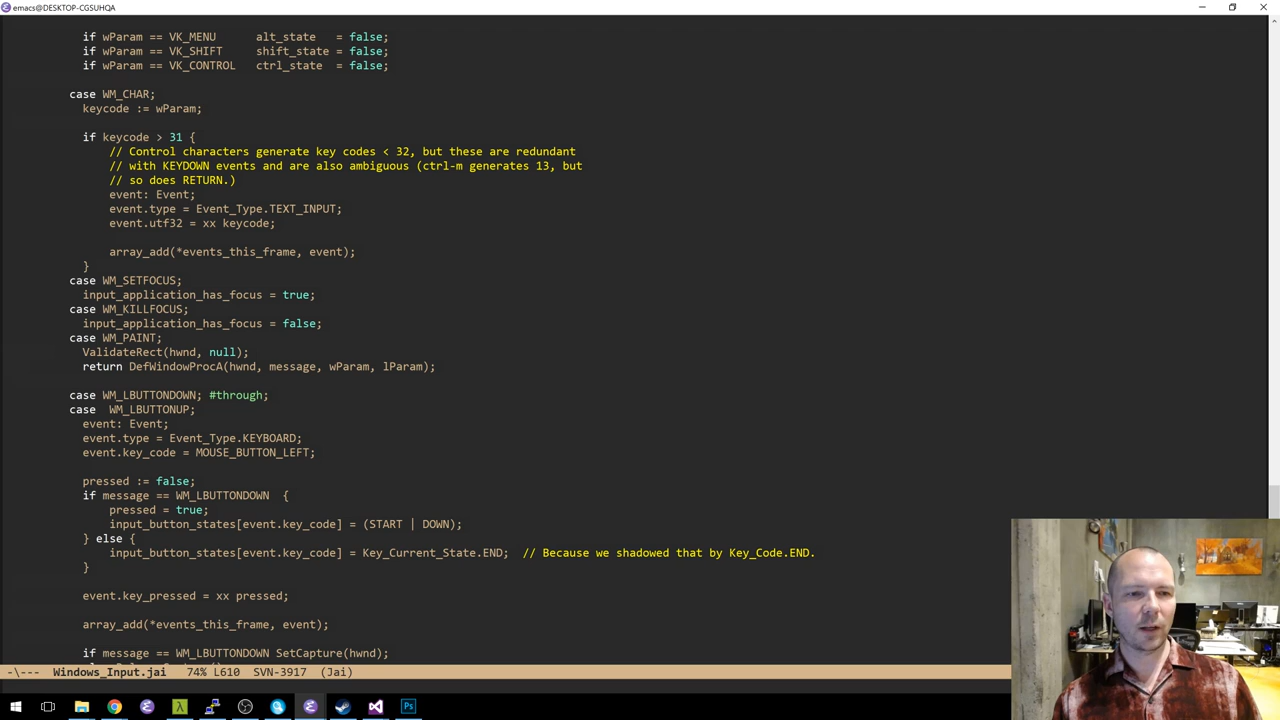 emacs@DESKTOP-CGSUHQA
if wParam == VK_MENU     alt_state   = false;
if wParam == VK_SHIFT    shift_state = false;
if wParam == VK_CONTROL  ctrl_state  = false;
case WM_CHAR;
keycode := wParam;
if keycode > 31 {
// Control characters generate key codes < 32, but these are redundant
// with KEYDOWN events and are also ambiguous (ctrl-m generates 13, but
// so does RETURN.)
event: Event;
event.type = Event_Type.TEXT_INPUT;
event.utf32 = xx keycode;
array_add(*events_this_frame, event);
}
case WM_SETFOCUS;
input_application_has_focus = true;
case WM_KILLFOCUS;
input_application_has_focus = false;
case WM_PAINT;
ValidateRect(hwnd, null);
return DefWindowProcA(hwnd, message, wParam, lParam);
case WM_LBUTTONDOWN; #through;
case  WM_LBUTTONUP;
event: Event;
event.type = Event_Type.KEYBOARD;
event.key_code = MOUSE_BUTTON_LEFT;
pressed := false;
if message == WM_LBUTTONDOWN  {
pressed = true;
input_button_states[event.key_code] = (START | DOWN);
} else {
input_button_states[event.key_code] = Key_Current_State.END;  // Because we shadowed that by Key_Code.END.
}
event.key_pressed = xx pressed;
array_add(*events_this_frame, event);
if message == WM_LBUTTONDOWN SetCapture(hwnd);
-\--- Windows_Input.jai 74% L610 SVN-3917 (Jai)
Ps